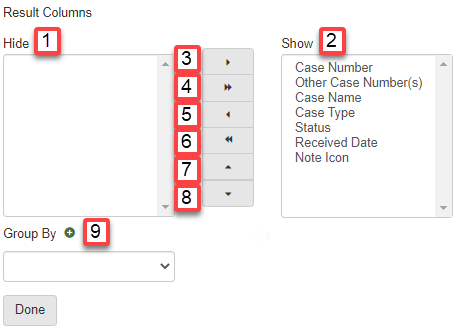 Result Columns
Hide 1
Show 2
3
4
5
6
7
8
Case Number
Other Case Number(s)
Case Name
Case Type
Status
Received Date
Note Icon
Group By 9
Done